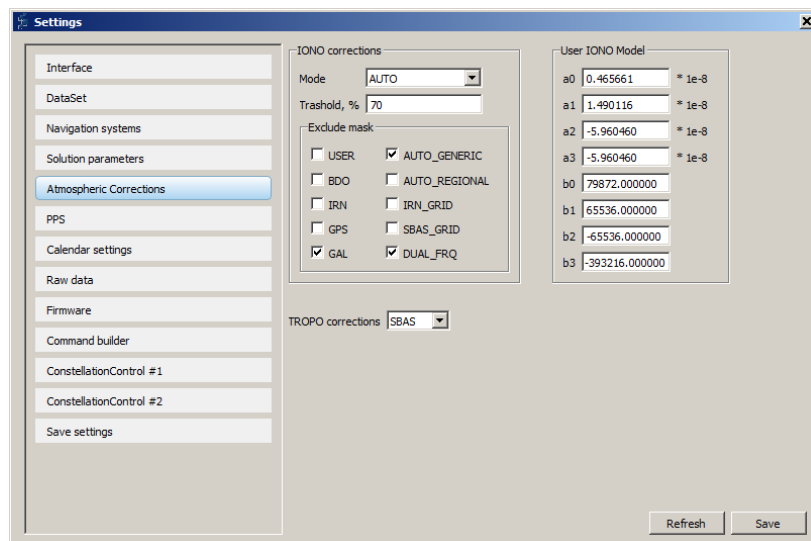 Settings
Interface
DataSet
Navigation systems
Solution parameters
Atmospheric Corrections
PPS
Calendar settings
Raw data
Firmware
Command builder
ConstellationControl #1
ConstellationControl #2
Save settings
IONO corrections
Mode AUTO
Trashold, % 70
Exclude mask
USER AUTO_GENERIC
BDO AUTO_REGIONAL
IRN IRN_GRID
GPS SBAS_GRID
GAL DUAL_FRQ
TROPO corrections SBAS
User IONO Model
a0 0.465661 * 1e-8
a1 1.490116 * 1e-8
a2 -5.960460 * 1e-8
a3 -5.960460 * 1e-8
b0 79872.000000
b1 65536.000000
b2 -65536.000000
b3 -393216.000000
Refresh Save